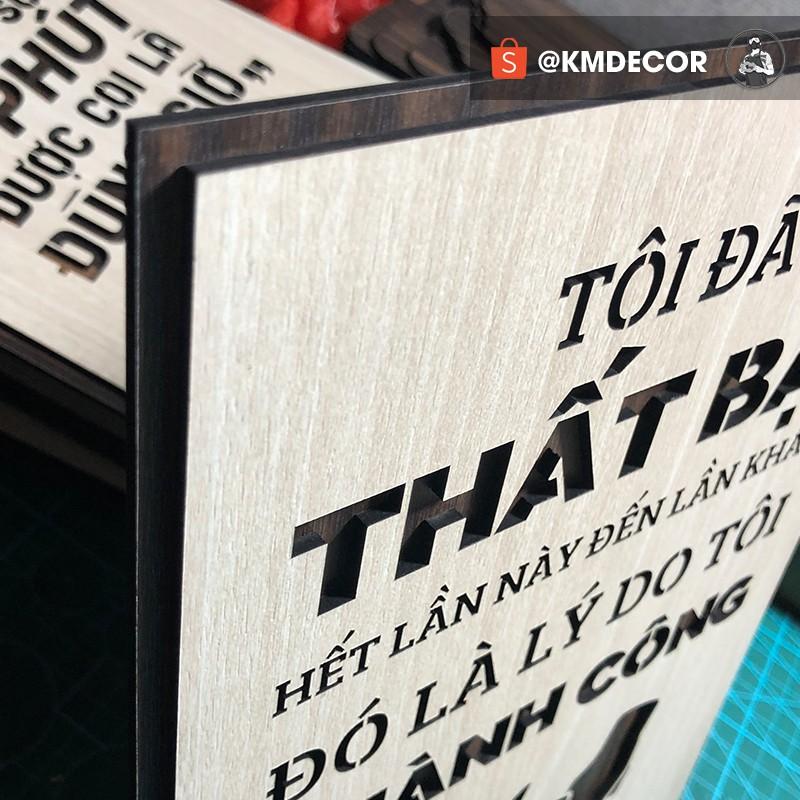 @KMDECOR
PHÚT
ĐƯỢC COI LÀ
GIỜ"
TÔI ĐÃ
THẤT BẠ
HẾT LẦN NÀY ĐẾN LẦN KHÁ
ĐÓ LÀ LÝ DO TÔI
THÀNH CÔNG